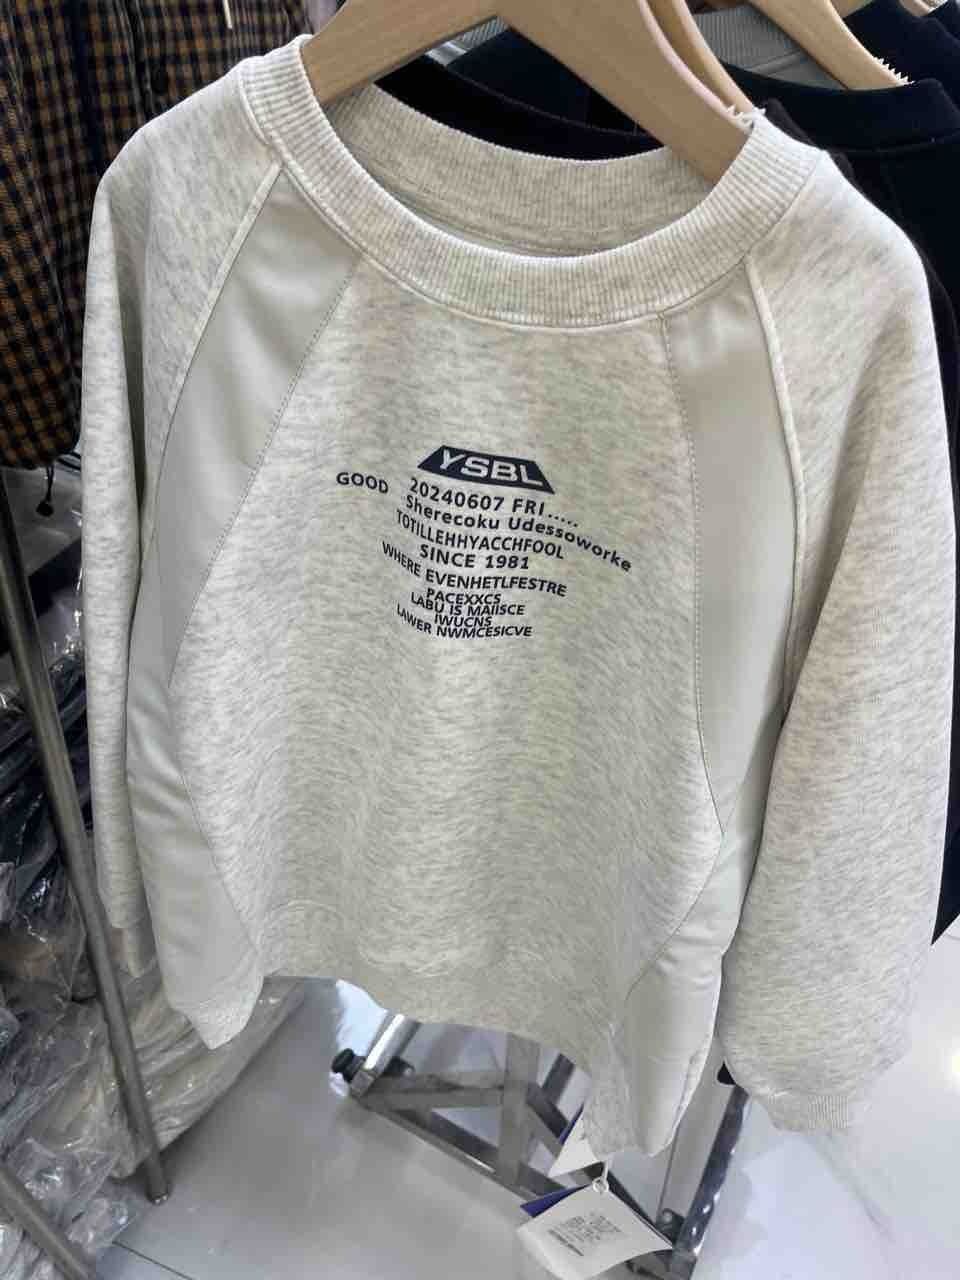 YSBL
GOOD 20240607 FRI.....
Sherecoku Udessoworke
TOTILLEHHYACCHFOOL
SINCE 1981
WHERE EVENHETLFESTRE
PACEXXCS
LABU IS MAIISCE
IWUCNS
LAWER NWMCESICVE